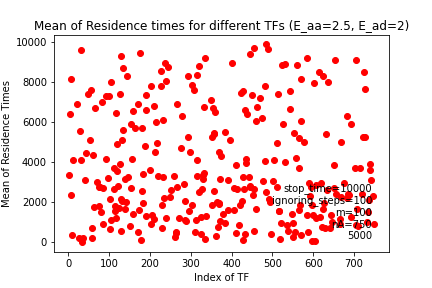 Mean of Residence times for different TFs (E_aa=2.5, E_ad=2)
Mean of Residence Times
10000
8000
6000
4000
2000
0
stop_time=10000
ignoring_steps=100
m=100
5000
0 100 200 300 400 500 600 700
Index of TF